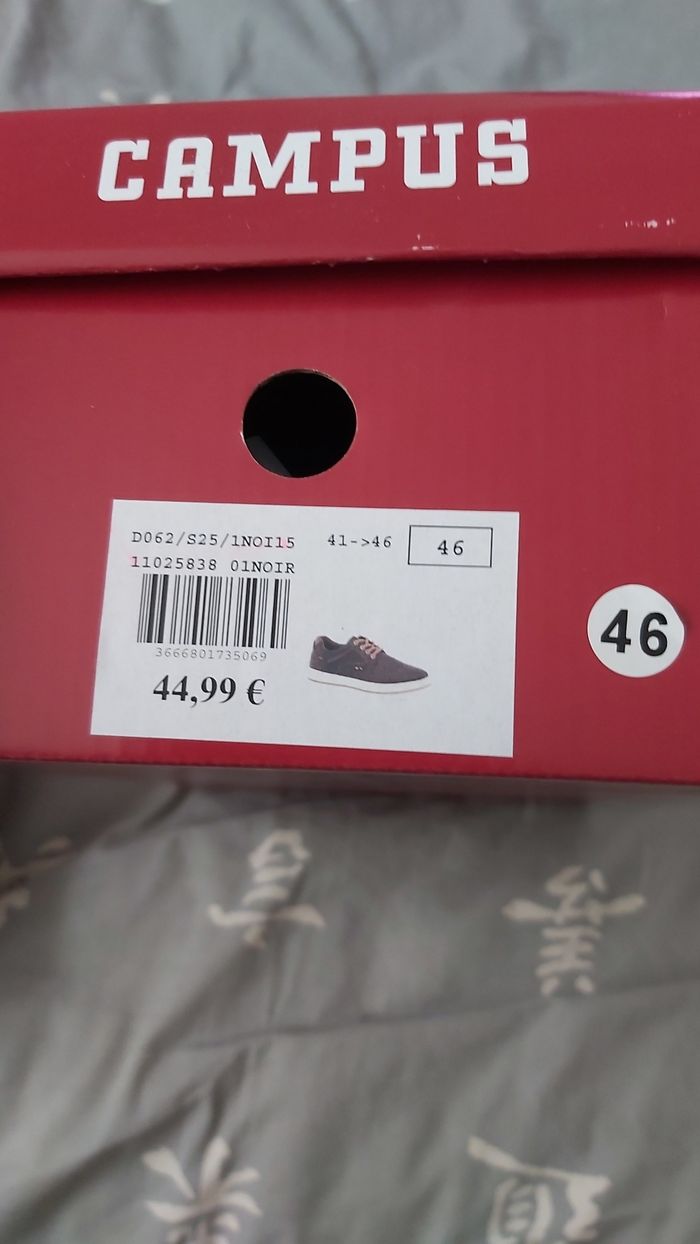 CAMPUS
D062/S25/1NOI15 41->46 46
11025838 01NOIR
3666801735069
44,99 €
46